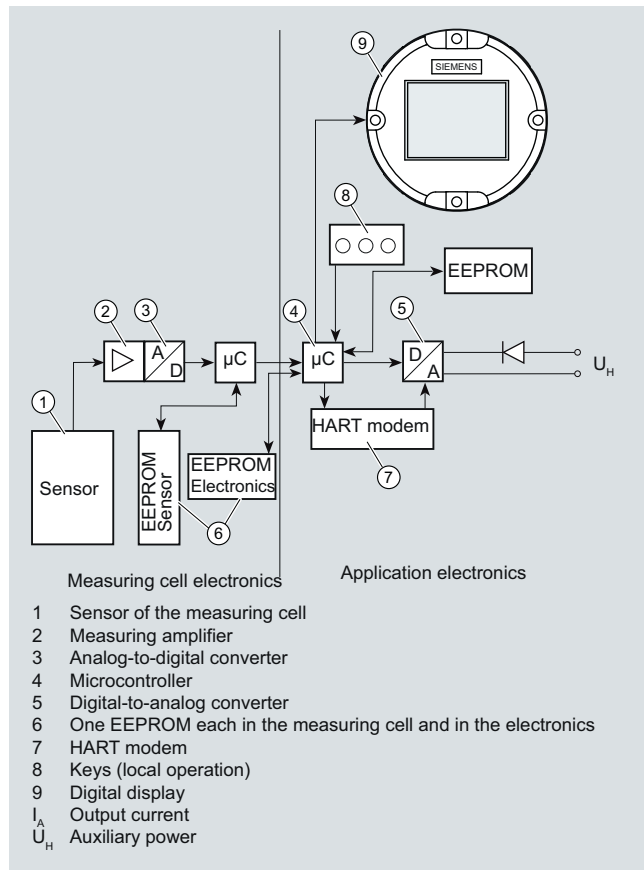 9
SIEMENS
8
EEPROM
2
3
4
5
A
D
µC
µC
D
A
U_H
1
HART modem
Sensor
EEPROM
Sensor
EEPROM
Electronics
7
6
Measuring cell electronics
Application electronics
1 Sensor of the measuring cell
2 Measuring amplifier
3 Analog-to-digital converter
4 Microcontroller
5 Digital-to-analog converter
6 One EEPROM each in the measuring cell and in the electronics
7 HART modem
8 Keys (local operation)
9 Digital display
I_A Output current
U_H Auxiliary power